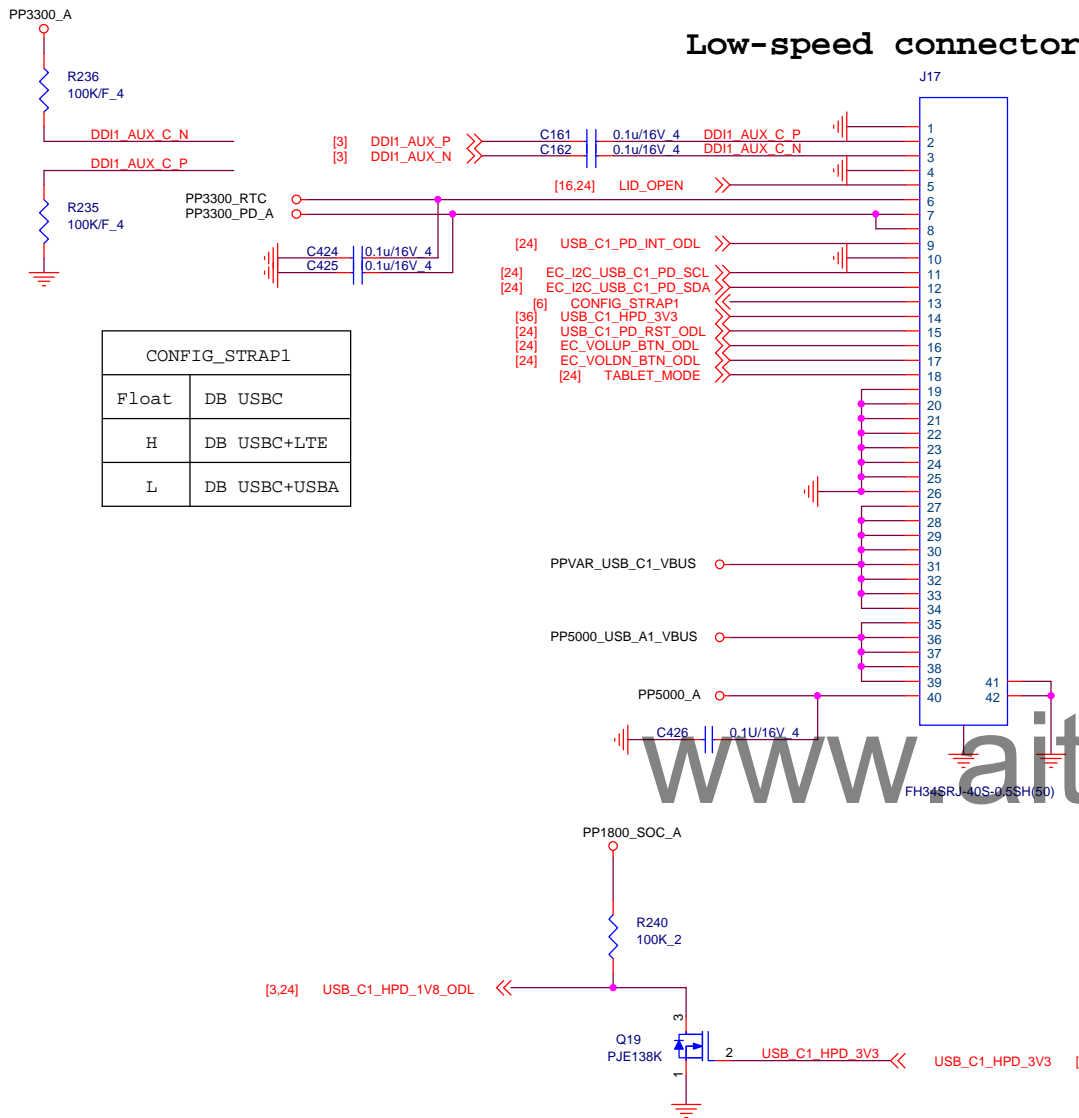 PP3300_A
Low-speed connector
J17
R236
100K/F_4
DDI1_AUX_C_N
DDI1_AUX_C_P
[3] DDI1_AUX_P C161 0.1u/16V_4 DDI1_AUX_C_P
[3] DDI1_AUX_N C162 0.1u/16V_4 DDI1_AUX_C_N
[16,24] LID_OPEN
PP3300_RTC
PP3300_PD_A
R235
100K/F_4
C424 0.1u/16V_4
C425 0.1u/16V_4
[24] USB_C1_PD_INT_ODL
[24] EC_I2C_USB_C1_PD_SCL
[24] EC_I2C_USB_C1_PD_SDA
[6] CONFIG_STRAP1
[36] USB_C1_HPD_3V3
[24] USB_C1_PD_RST_ODL
[24] EC_VOLUP_BTN_ODL
[24] EC_VOLDN_BTN_ODL
[24] TABLET_MODE
1
2
3
4
5
6
7
8
9
10
11
12
13
14
15
16
17
18
19
20
21
22
23
24
25
26
27
28
29
30
31
32
33
34
35
36
37
38
39
40
41
42
CONFIG_STRAP1
Float DB USBC
H DB USBC+LTE
L DB USBC+USBA
PPVAR_USB_C1_VBUS
PP5000_USB_A1_VBUS
PP5000_A
C426 0.1U/16V_4
www.ait
FH34SRJ-40S-0.5SH(50)
PP1800_SOC_A
R240
100K_2
[3,24] USB_C1_HPD_1V8_ODL
3
Q19
PJE138K
2
1
USB_C1_HPD_3V3
USB_C1_HPD_3V3 [